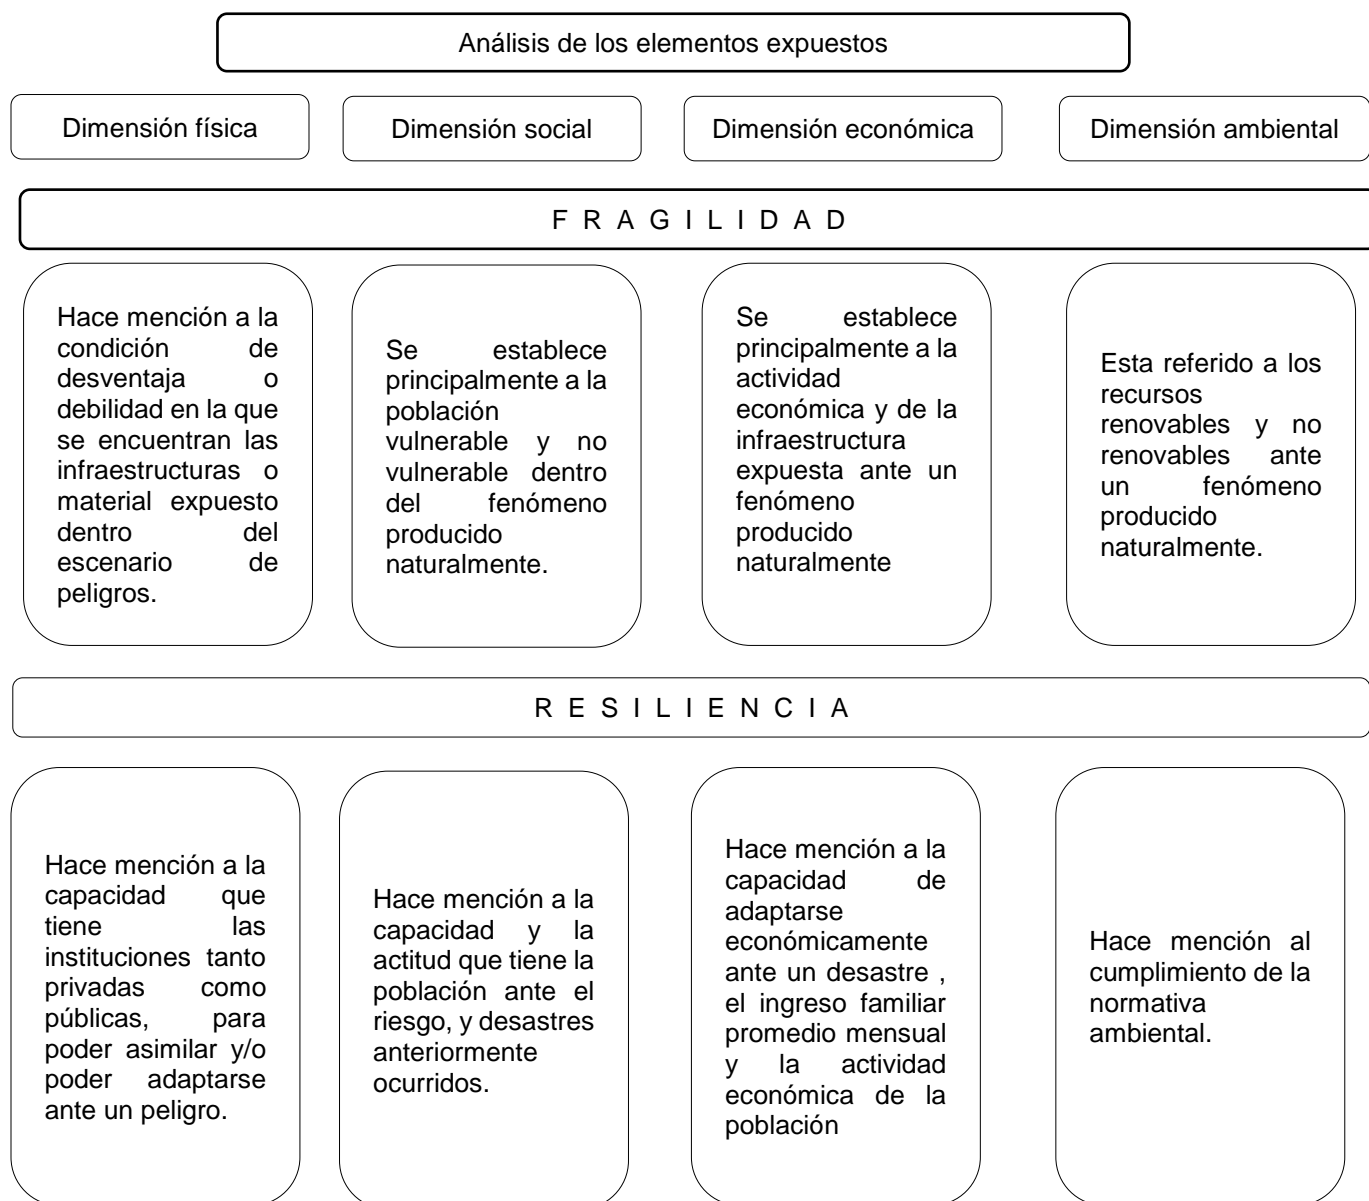 Análisis de los elementos expuestos
Dimensión física
Dimensión social
Dimensión económica
Dimensión ambiental
F R A G I L I D A D
Hace mención a la
condición de
desventaja o
debilidad en la que
se encuentran las
infraestructuras o
material expuesto
dentro del
escenario de
peligros.
Se establece
principalmente a la
población
vulnerable y no
vulnerable dentro
del fenómeno
producido
naturalmente.
Se establece
principalmente a la
actividad
económica y de la
infraestructura
expuesta ante un
fenómeno
producido
naturalmente
Esta referido a los
recursos
renovables y no
renovables ante
un fenómeno
producido
naturalmente.
R E S I L I E N C I A
Hace mención a la
capacidad que
tiene las
instituciones tanto
privadas como
públicas, para
poder asimilar y/o
poder adaptarse
ante un peligro.
Hace mención a la
capacidad y la
actitud que tiene la
población ante el
riesgo, y desastres
anteriormente
ocurridos.
Hace mención a la
capacidad de
adaptarse
económicamente
ante un desastre ,
el ingreso familiar
promedio mensual
y la actividad
económica de la
población
Hace mención al
cumplimiento de la
normativa
ambiental.